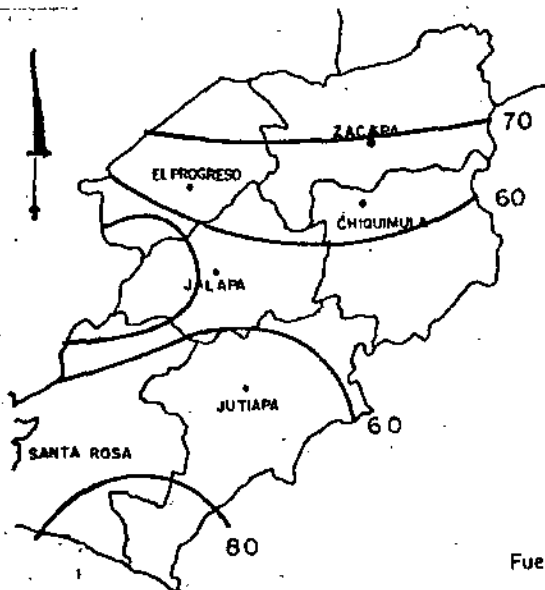 70
ZACAPA
EL PROGRESO
60
CHIQUIMULA
JALAPA
JUTIAPA
60
SANTA ROSA
80
Fue